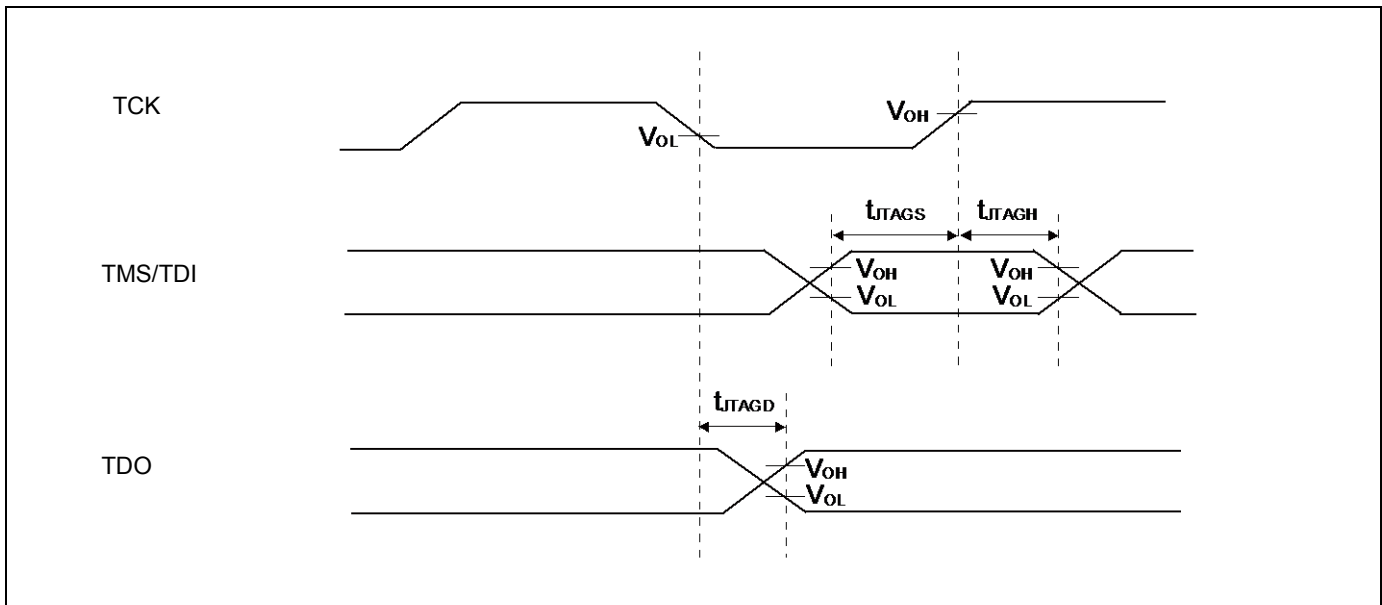 TCK
VOH
VOL
tJTAGS
tJTAGH
TMS/TDI
VOH
VOH
VOL
VOL
tJTAGD
TDO
VOH
VOL